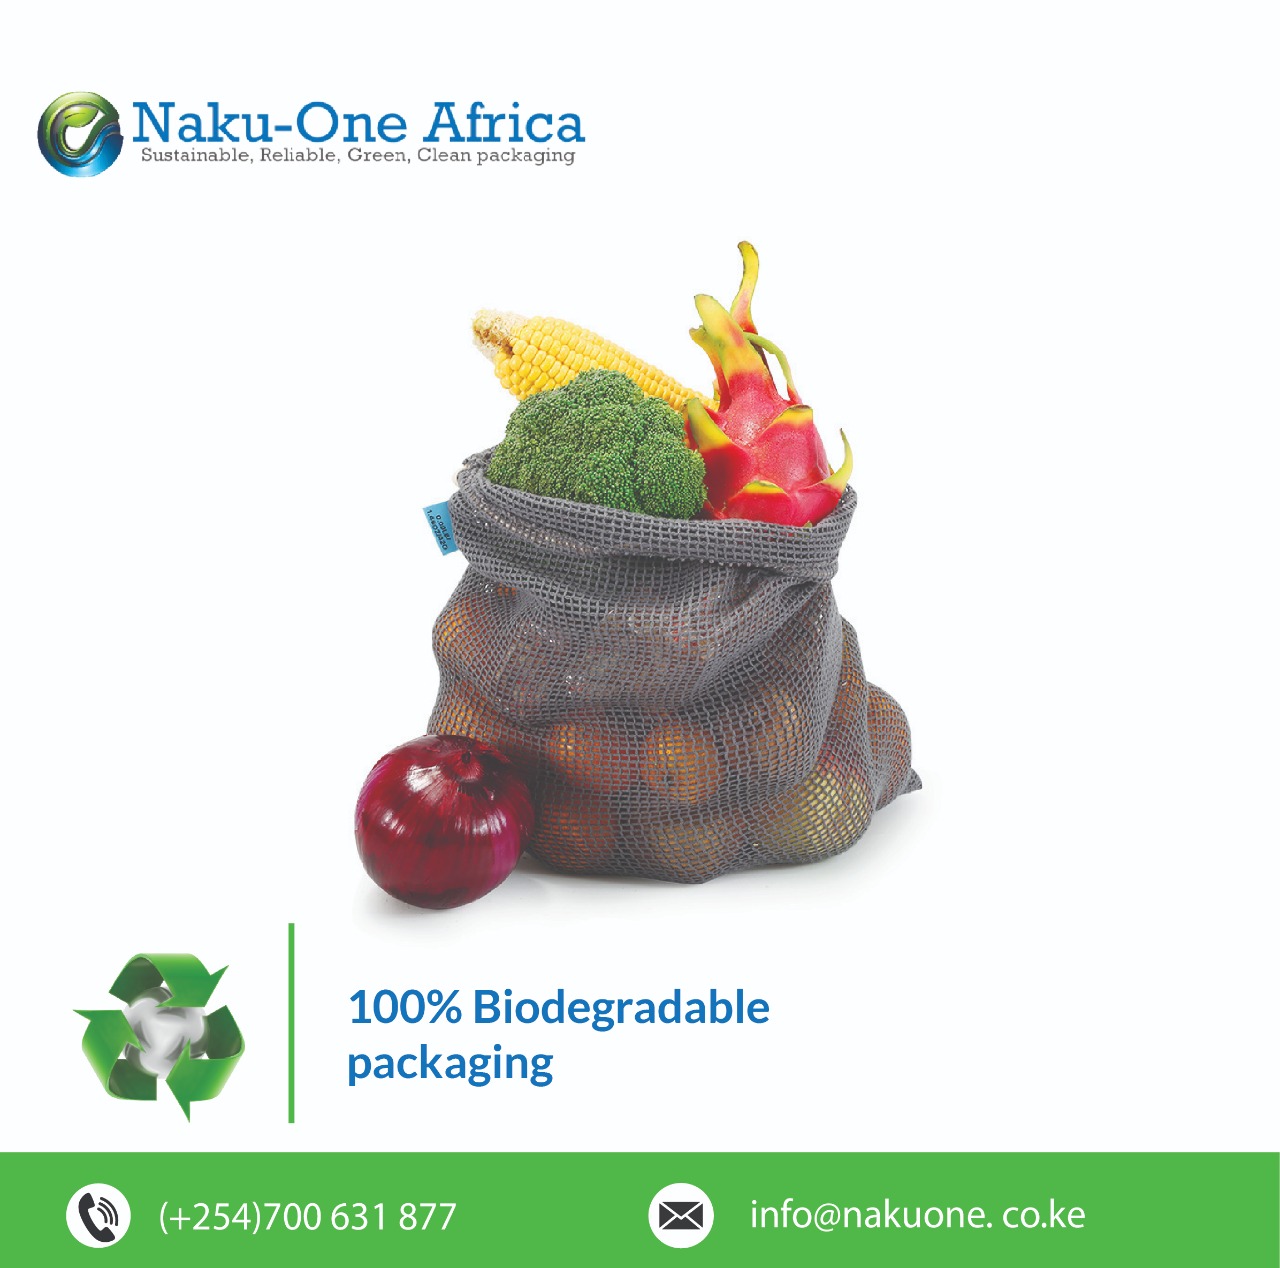 Naku-One Africa
Sustainable, Reliable, Green, Clean packaging
100% Biodegradable
packaging
(+254)700 631 877
info@nakuone. co.ke